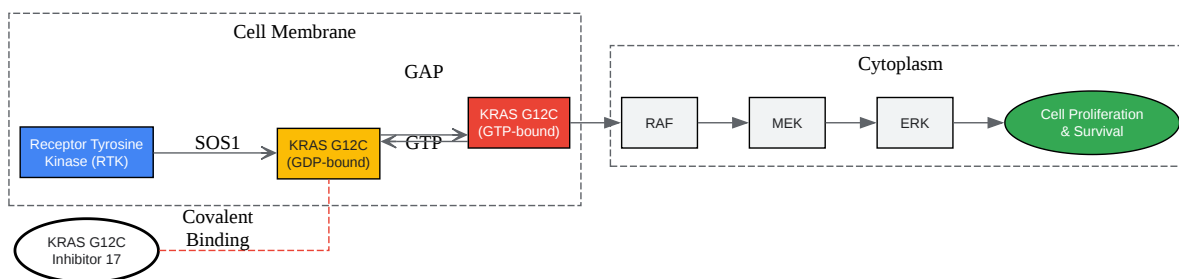 Cell Membrane
Cytoplasm
GAP
KRAS G12C
(GTP-bound)
RAF
MEK
ERK
Cell Proliferation
& Survival
Receptor Tyrosine
Kinase (RTK)
SOS1
KRAS G12C
(GDP-bound)
GTP
Covalent
Binding
KRAS G12C
Inhibitor 17